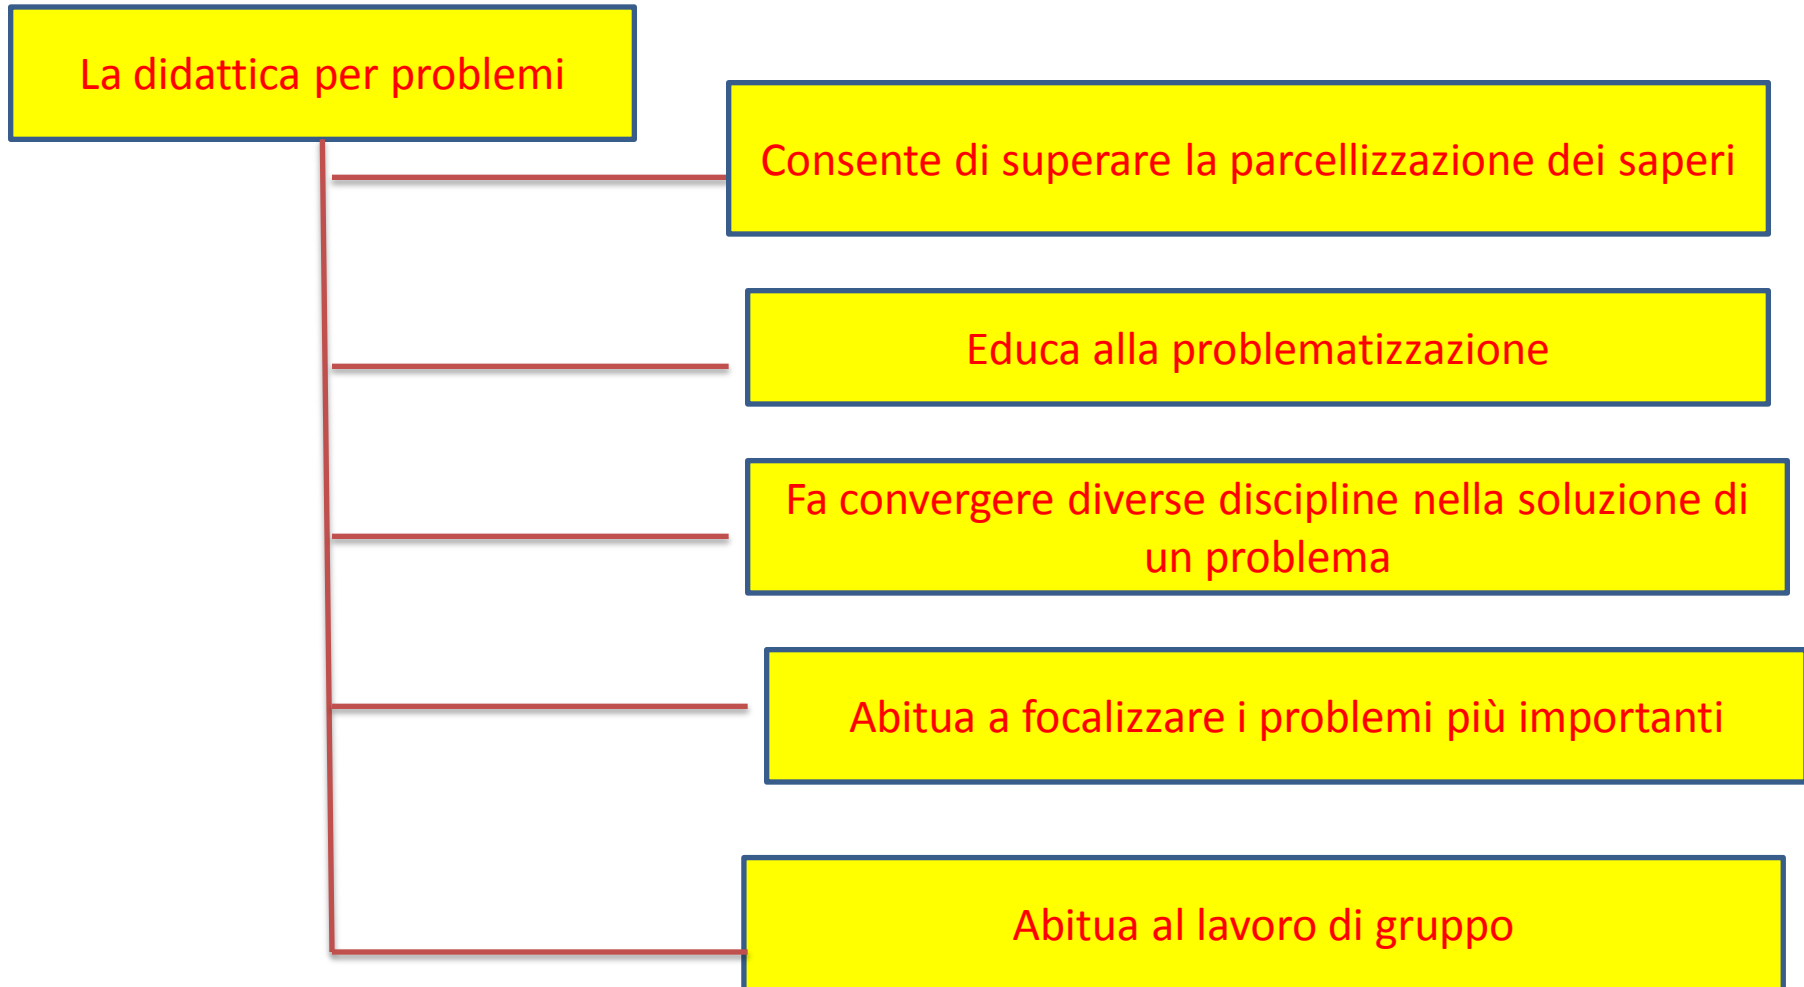 La didattica per problemi
Consente di superare la parcellizzazione dei saperi
Educa alla problematizzazione
Fa convergere diverse discipline nella soluzione di
un problema
Abitua a focalizzare i problemi più importanti
Abitua al lavoro di gruppo